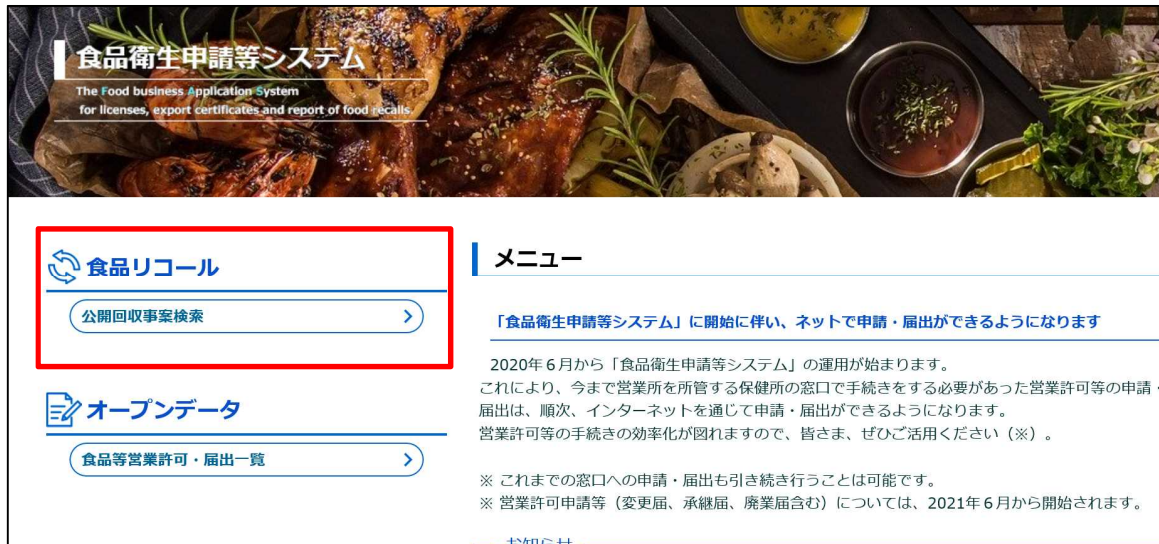 食品衛生申請等システム
The Food business Application System
for licenses, export certificates and report of food recalls.
食品リコール
公開回収事案検索
オープンデータ
食品等営業許可・届出一覧
メニュー
「食品衛生申請等システム」に開始に伴い、ネットで申請・届出ができるようになります
2020年6月から「食品衛生申請等システム」の運用が始まります。
これにより、今まで営業所を所管する保健所の窓口で手続きをする必要があった営業許可等の申請・
届出は、順次、インターネットを通じて申請・届出ができるようになります。
営業許可等の手続きの効率化が図れますので、皆さま、ぜひご活用ください（※）。
※ これまでの窓口への申請・届出も引き続き行うことは可能です。
※ 営業許可申請等（変更届、承継届、廃業届含む）については、2021年6月から開始されます。
お知らせ